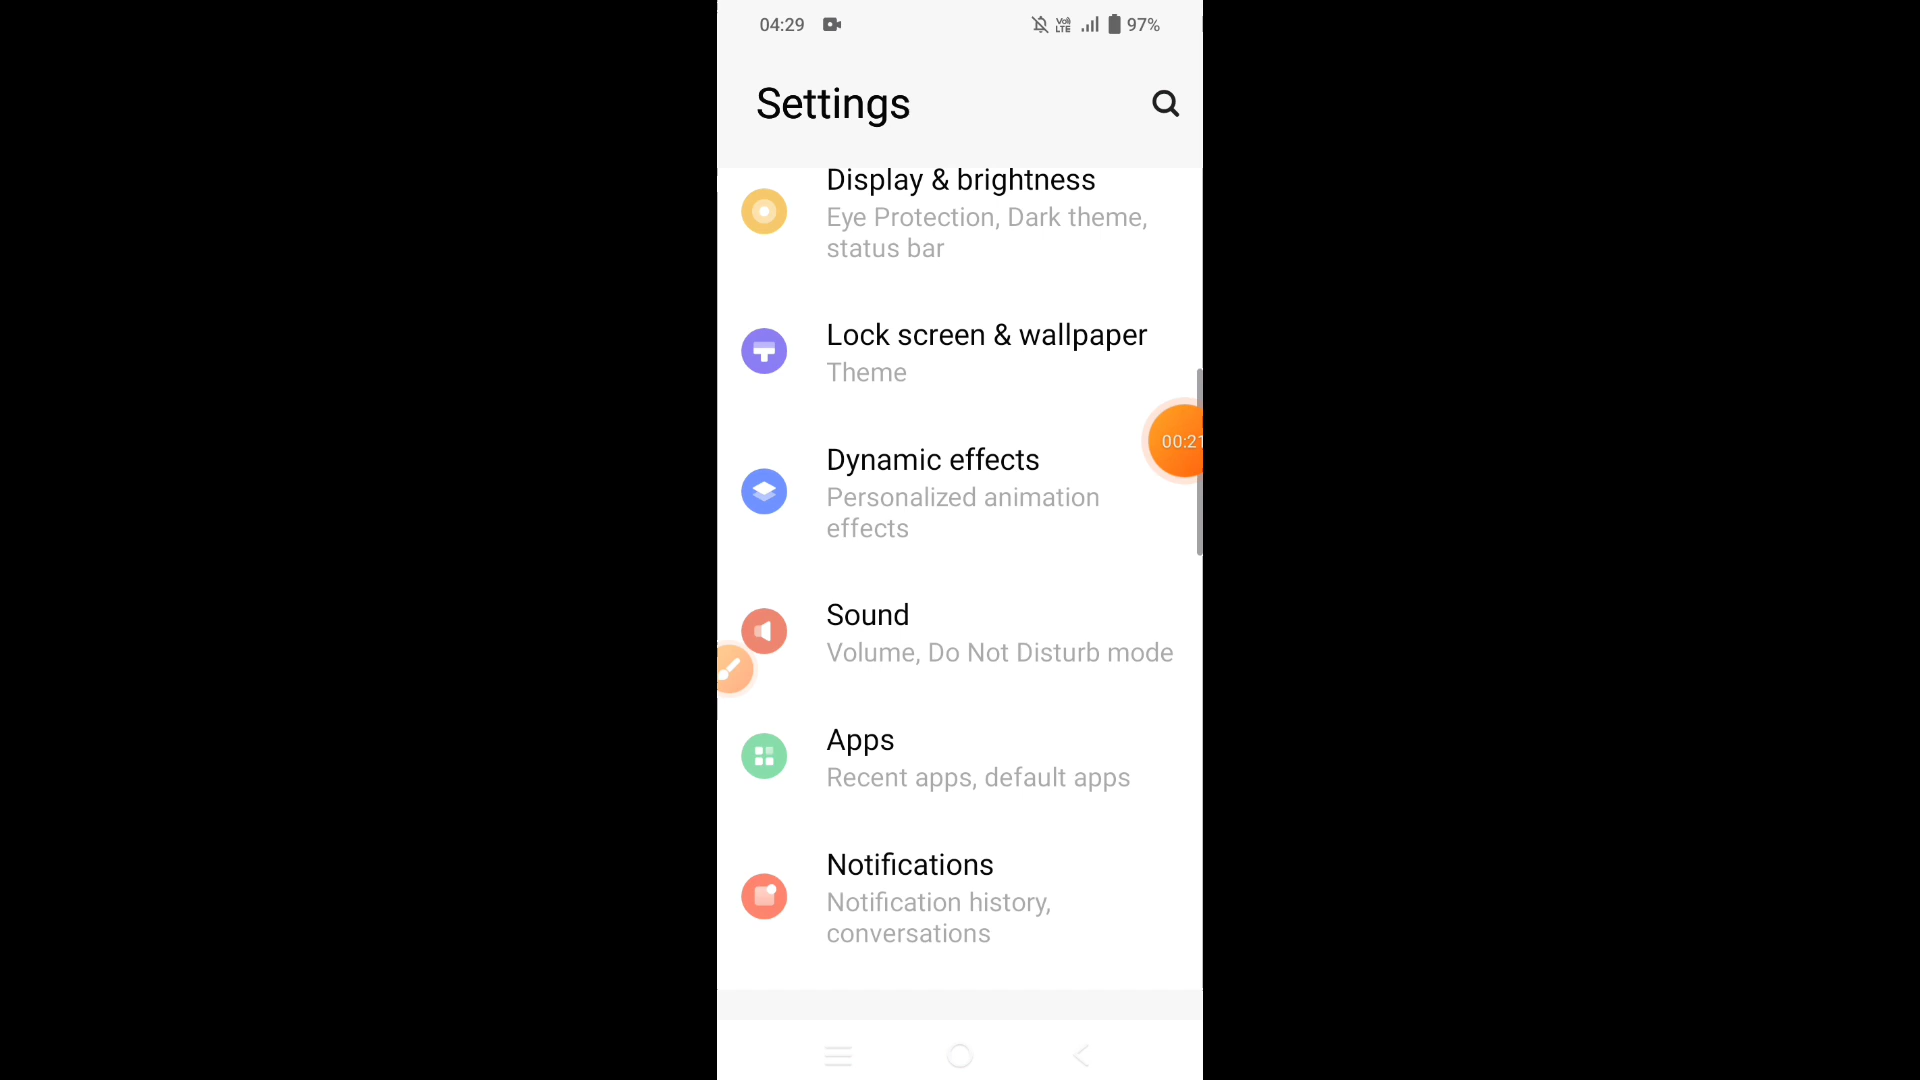 04:29
Vo
LTE
97%
Settings
Display & brightness
Eye Protection, Dark theme,
status bar
Lock screen & wallpaper
Theme
00:21
Dynamic effects
Personalized animation
effects
Sound
Volume, Do Not Disturb mode
Apps
Recent apps, default apps
Notifications
Notification history,
conversations